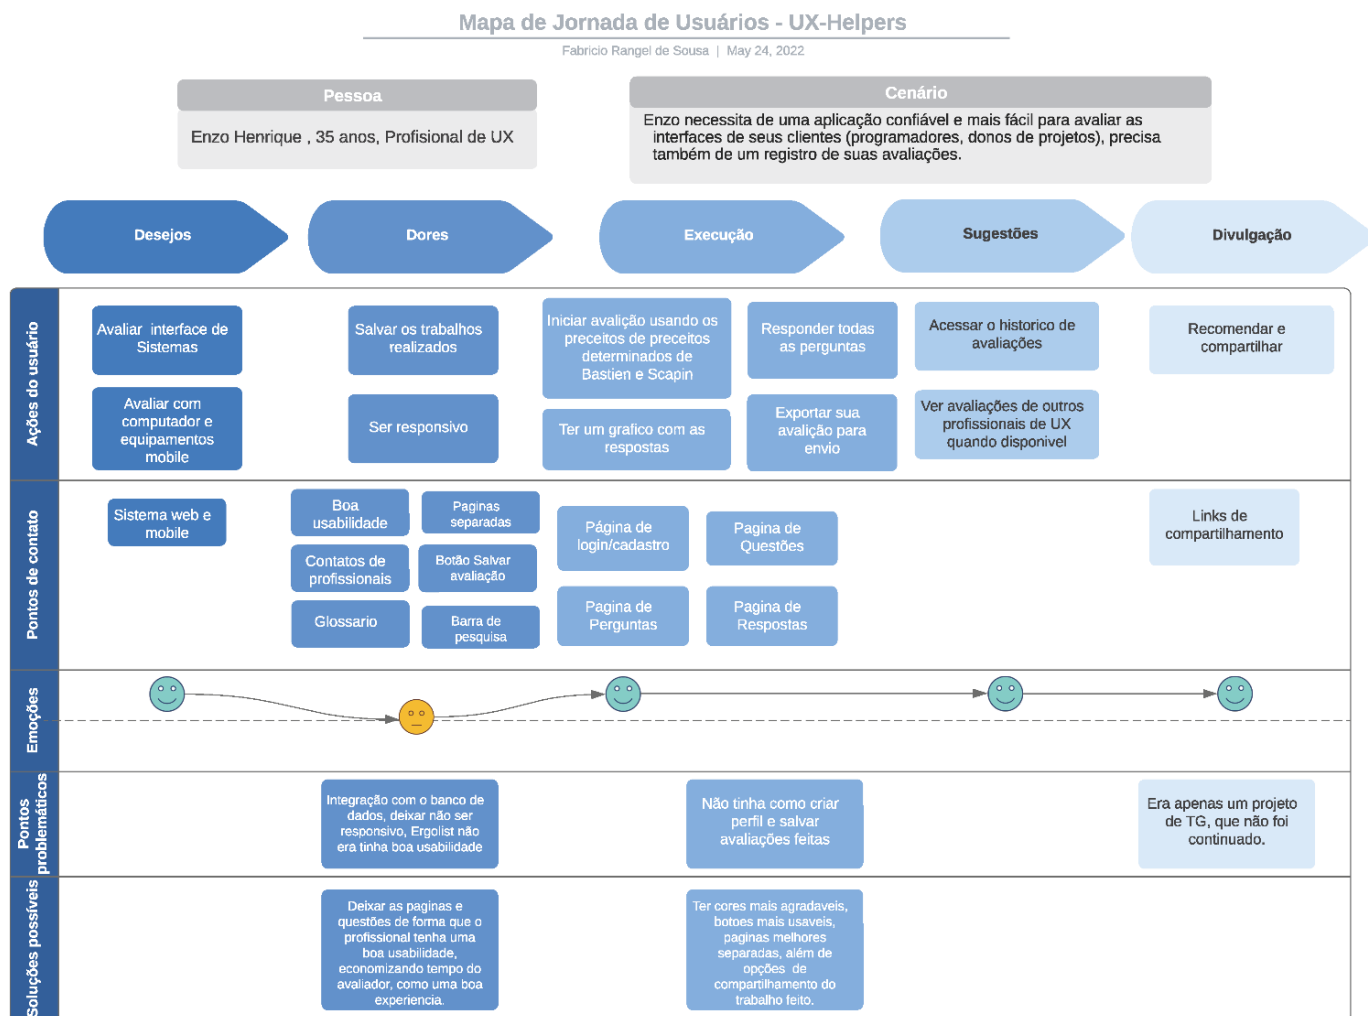 Mapa de Jornada de Usuários - UX-Helpers
Fabricio Rangel de Sousa | May 24, 2022
Pessoa
Enzo Henrique , 35 anos, Profisional de UX
Cenário
Enzo necessita de uma aplicação confiável e mais fácil para avaliar as
interfaces de seus clientes (programadores, donos de projetos), precisa
também de um registro de suas avaliações.
Desejos
Dores
Execução
Sugestões
Divulgação
Ações do usuário
Avaliar interface de
Sistemas
Avaliar com
computador e
equipamentos
mobile
Salvar os trabalhos
realizados
Ser responsivo
Iniciar avalição usando os
preceitos de preceitos
determinados de
Bastien e Scapin
Ter um grafico com as
respostas
Responder todas
as perguntas
Exportar sua
avalição para
envio
Acessar o historico de
avaliações
Ver avaliações de outros
profissionais de UX
quando disponivel
Recomendar e
compartilhar
Pontos de contato
Sistema web e
mobile
Boa
usabilidade
Paginas
separadas
Contatos de
profissionais
Botão Salvar
avaliação
Glossario
Barra de
pesquisa
Página de
login/cadastro
Pagina de
Questões
Pagina de
Perguntas
Pagina de
Respostas
Links de
compartilhamento
Emoções
Pontos
problemáticos
Integração com o banco de
dados, deixar não ser
responsivo, Ergolist não
era tinha boa usabilidade
Não tinha como criar
perfil e salvar
avaliações feitas
Era apenas um projeto
de TG, que não foi
continuado.
Soluções possíveis
Deixar as paginas e
questões de forma que o
profissional tenha uma
boa usabilidade,
economizando tempo do
avaliador, como uma boa
experiencia.
Ter cores mais agradaveis,
botoes mais usaveis,
paginas melhores
separadas, além de
opções de
compartilhamento do
trabalho feito.